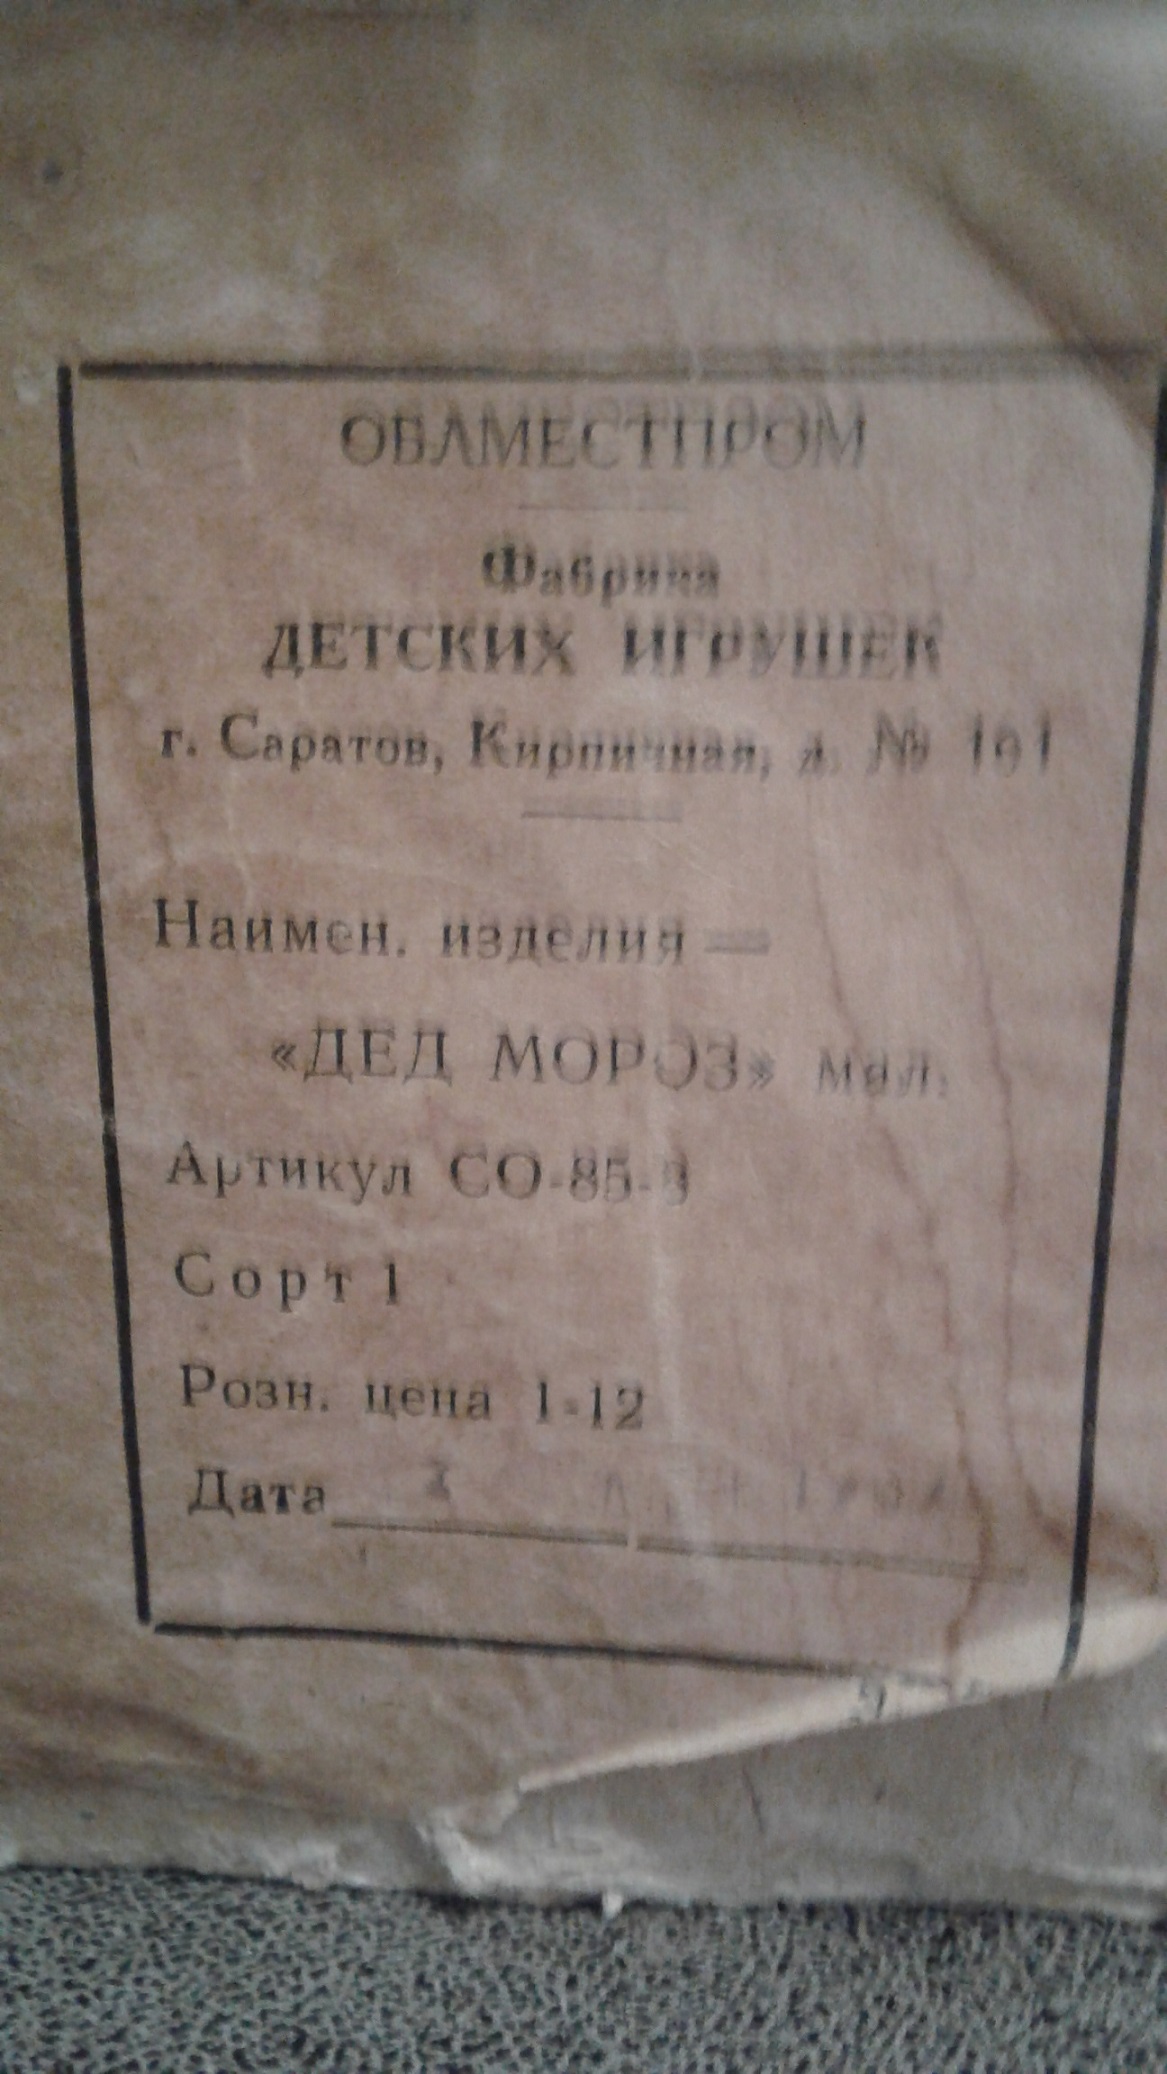 ОБЛМЕСТПРОМ
Фабрика
ДЕТСКИХ ИГРУШЕК
г. Саратов, Кирпичная, д. № 161
Наимен. изделия —
«ДЕД МОРОЗ» мал.
Артикул СО-85-3
Сорт 1
Розн. цена 1-12
Дата